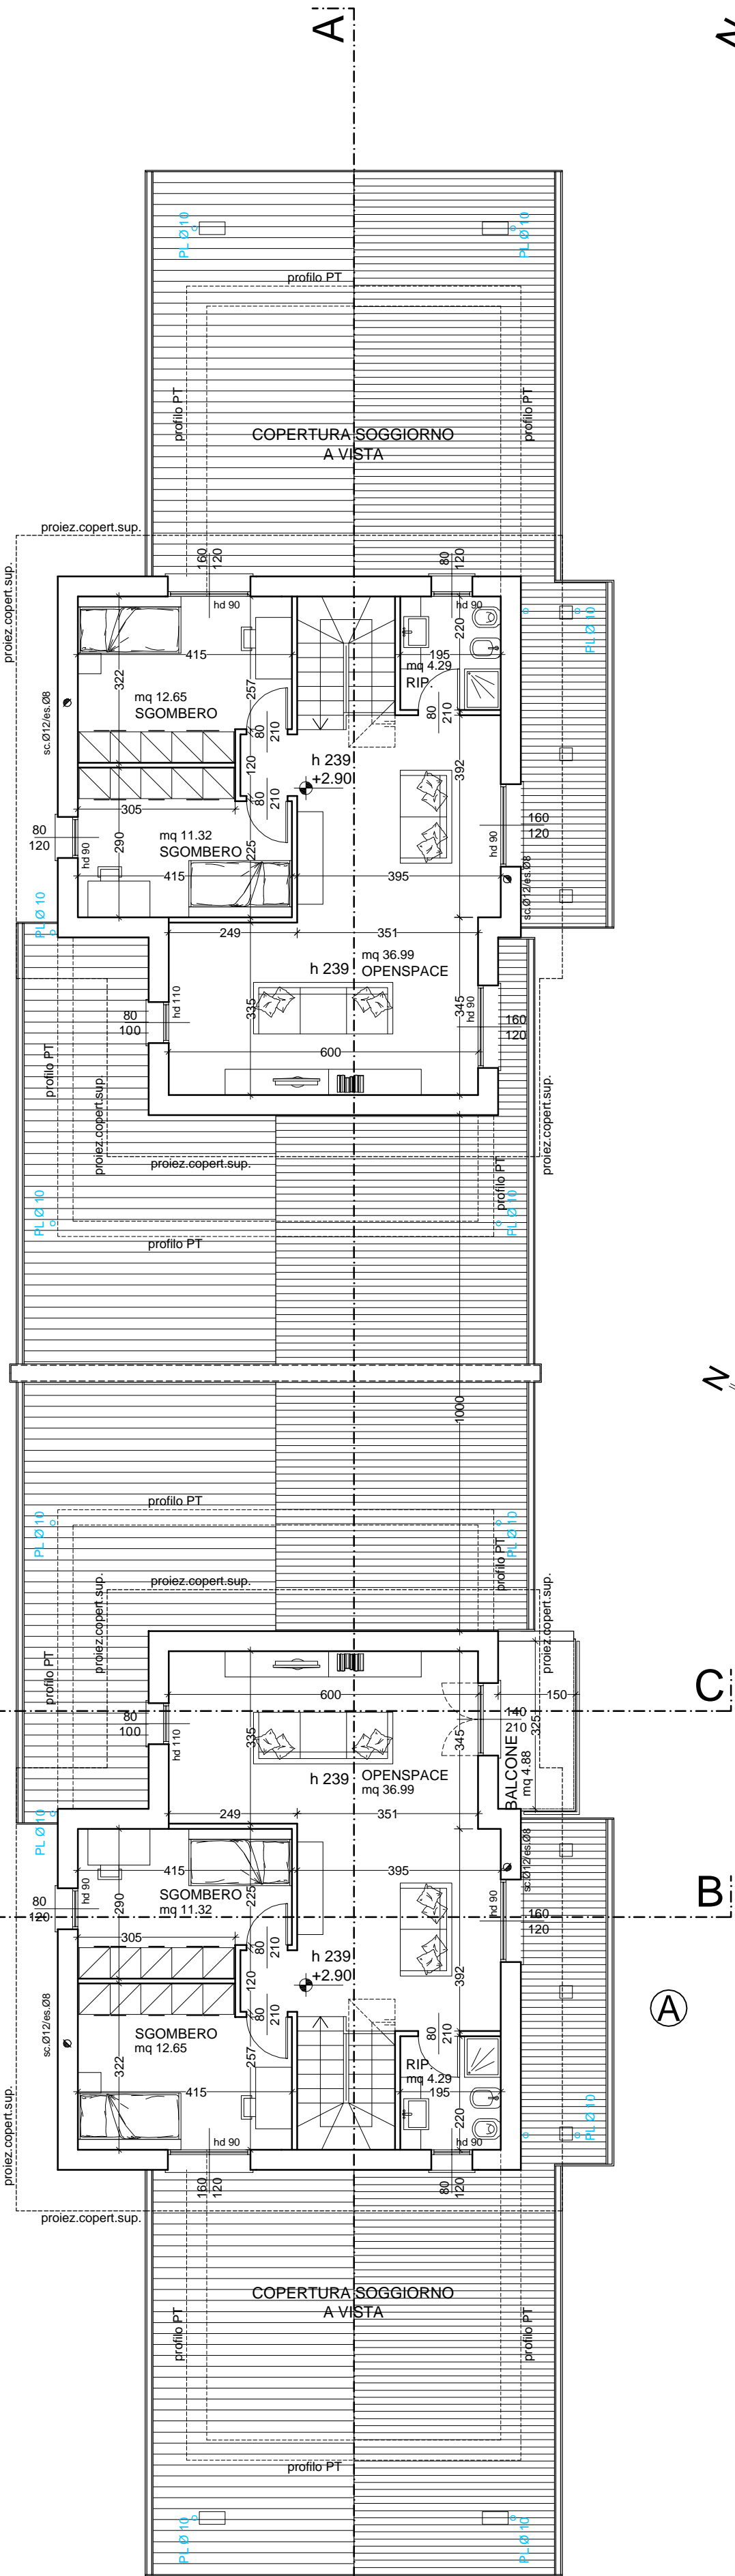 A
N
PL Ø 10
PL Ø 10
profilo PT
profilo PT
profilo PT
COPERTURA SOGGIORNO
A VISTA
proiez.copert.sup.
proiez.copert.sup.
160
120
80
120
hd 90
hd 90
PL Ø 10
415
322
257
220
195
mq 4.29
RIP.
mq 12.65
SGOMBERO
sc.Ø12/es.Ø8
80
210
80
210
120
h 239
+2.90
392
80
210
305
80
120
hd 90
290
mq 11.32
SGOMBERO
225
160
120
hd 90
415
395
sc.Ø12/es.Ø8
PL Ø 10
249
351
mq 36.99
h 239
OPENSPACE
hd 110
80
100
335
345
hd 90
160
120
600
profilo PT
proiez.copert.sup.
proiez.copert.sup.
proiez.copert.sup.
profilo PT
PL Ø 10
PL Ø 10
profilo PT
N
1000
profilo PT
PL Ø 10
PL Ø 10
profilo PT
proiez.copert.sup.
proiez.copert.sup.
proiez.copert.sup.
profilo PT
600
150
C
80
100
hd 110
140
210
325
335
345
BALCONE
mq 4.88
h 239
OPENSPACE
mq 36.99
249
351
PL Ø 10
sc.Ø12/es.Ø8
415
395
hd 90
290
SGOMBERO
mq 11.32
225
80
120
hd 90
160
120
B
305
80
210
h 239
+2.90
392
120
80
210
80
210
A
sc.Ø12/es.Ø8
SGOMBERO
mq 12.65
322
257
RIP.
mq 4.29
195
415
220
PL Ø 10
hd 90
hd 90
160
120
80
120
proiez.copert.sup.
proiez.copert.sup.
COPERTURA SOGGIORNO
A VISTA
profilo PT
profilo PT
profilo PT
PL Ø 10
PL Ø 10